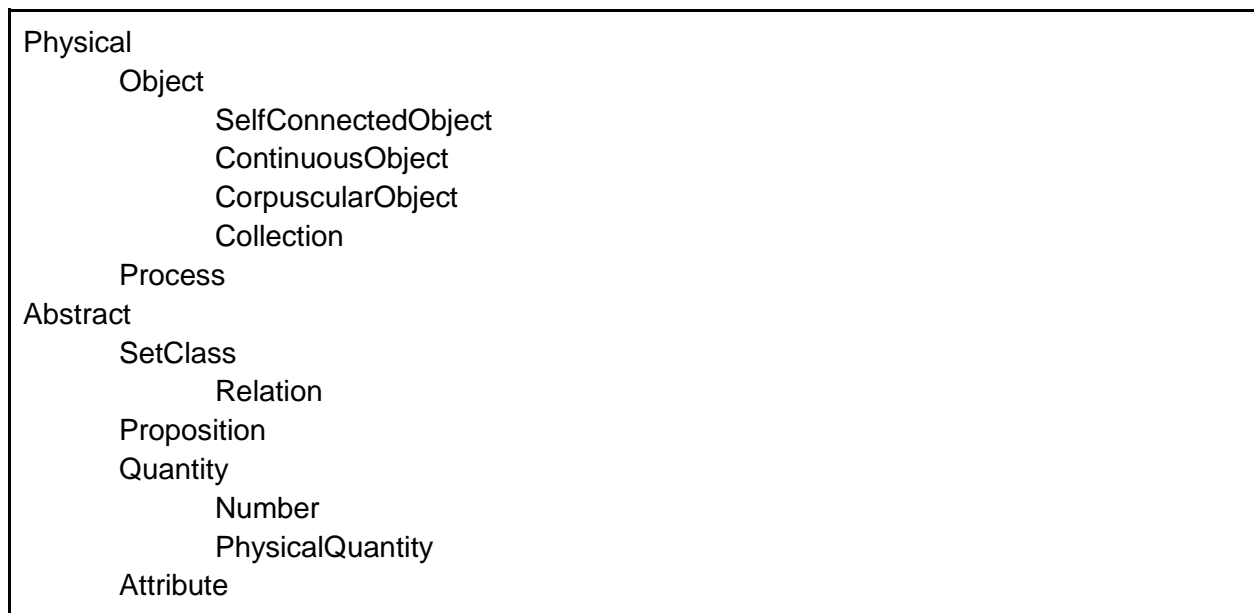 Physical
Object
SelfConnectedObject
ContinuousObject
CorpuscularObject
Collection
Process
Abstract
SetClass
Relation
Proposition
Quantity
Number
PhysicalQuantity
Attribute